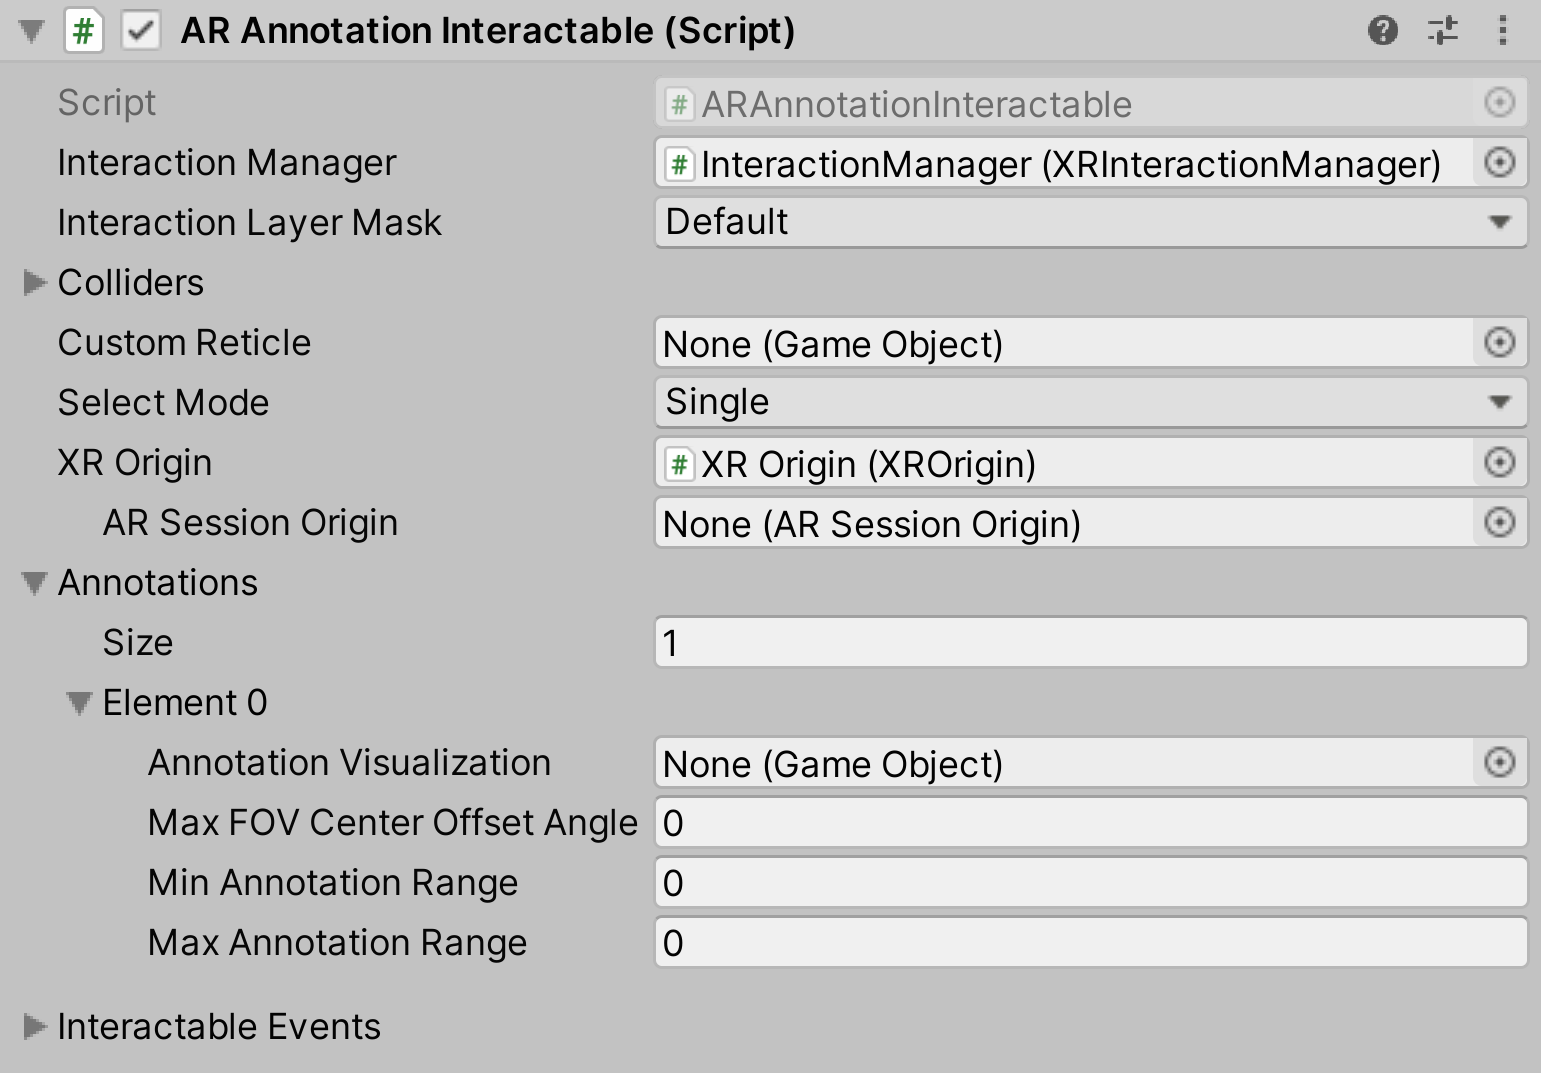 # AR Annotation Interactable (Script)
Script # ARAnnotationInteractable
Interaction Manager # InteractionManager (XRInteractionManager)
Interaction Layer Mask Default
Colliders
Custom Reticle None (Game Object)
Select Mode Single
XR Origin # XR Origin (XROrigin)
AR Session Origin None (AR Session Origin)
Annotations
Size 1
Element 0
Annotation Visualization None (Game Object)
Max FOV Center Offset Angle 0
Min Annotation Range 0
Max Annotation Range 0
Interactable Events